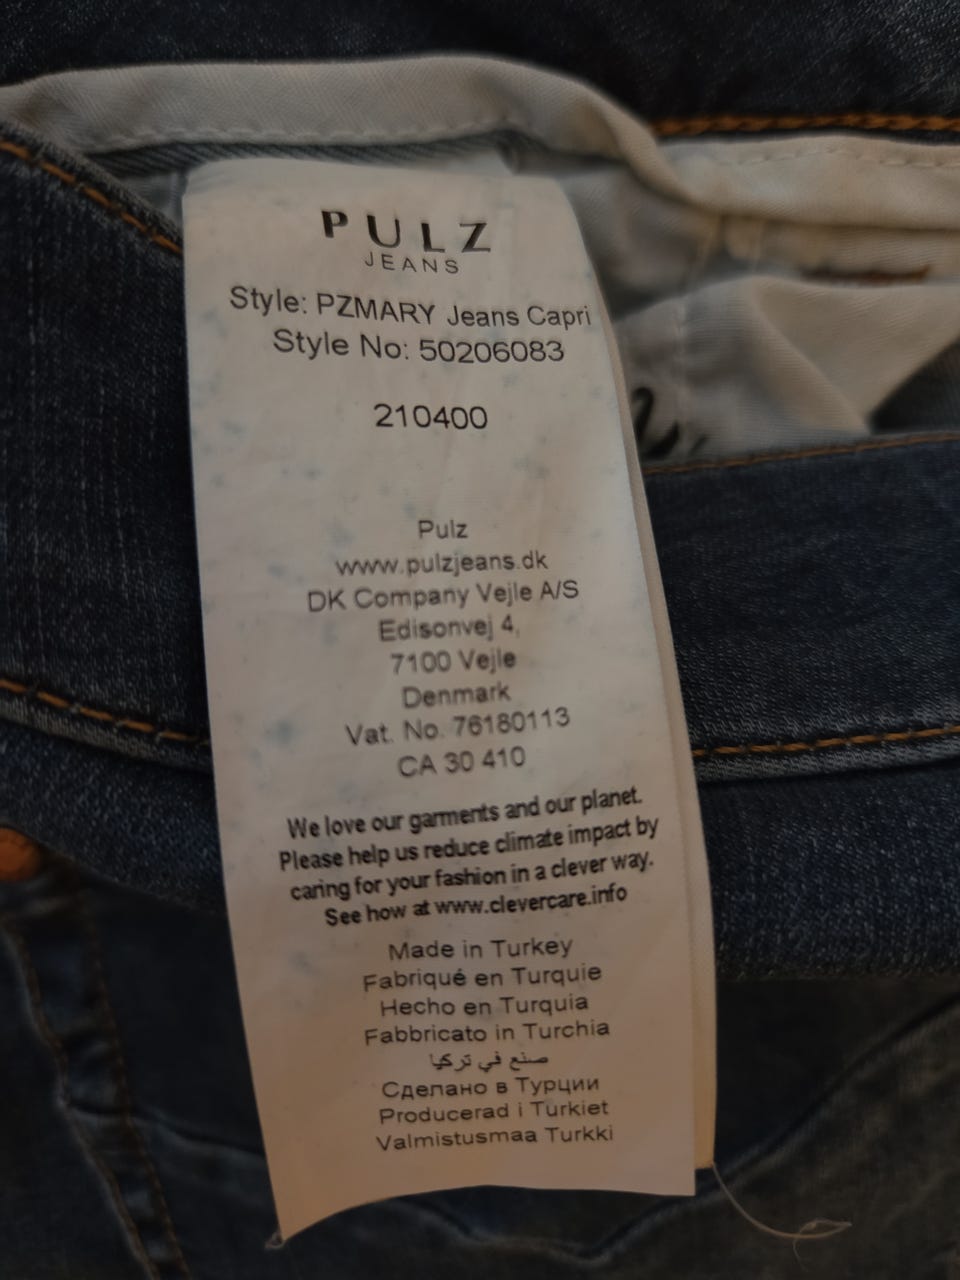 PULZ
JEANS
Style: PZMARY Jeans Capri
Style No: 50206083
210400
Pulz
www.pulzjeans.dk
DK Company Vejle A/S
Edisonvej 4,
7100 Vejle
Denmark
Vat. No. 76180113
CA 30 410
We love our garments and our planet.
Please help us reduce climate impact by
caring for your fashion in a clever way.
See how at www.clevercare.info
Made in Turkey
Fabriqué en Turquie
Hecho en Turquia
Fabbricato in Turchia
صنع في تركيا
Сделано в Турции
Producerad i Turkiet
Valmistusmaa Turkki